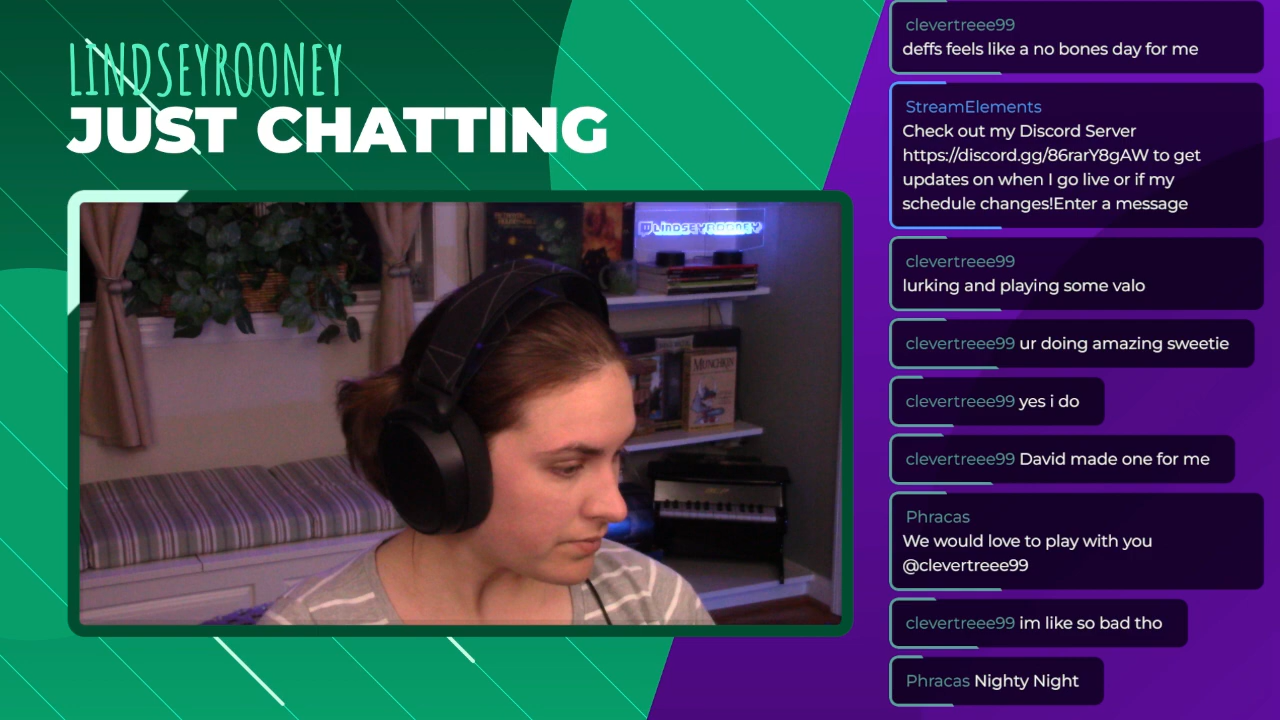 LINDSEYROONEY
JUST CHATTING
@LINDSEYROONEY
MUNCHKIN
clevertreee99
deffs feels like a no bones day for me
StreamElements
Check out my Discord Server
https://discord.gg/86rarY8gAW to get
updates on when I go live or if my
schedule changes!Enter a message
clevertreee99
lurking and playing some valo
clevertreee99 ur doing amazing sweetie
clevertreee99 yes i do
clevertreee99 David made one for me
Phracas
We would love to play with you
@clevertreee99
clevertreee99 im like so bad tho
Phracas Nighty Night